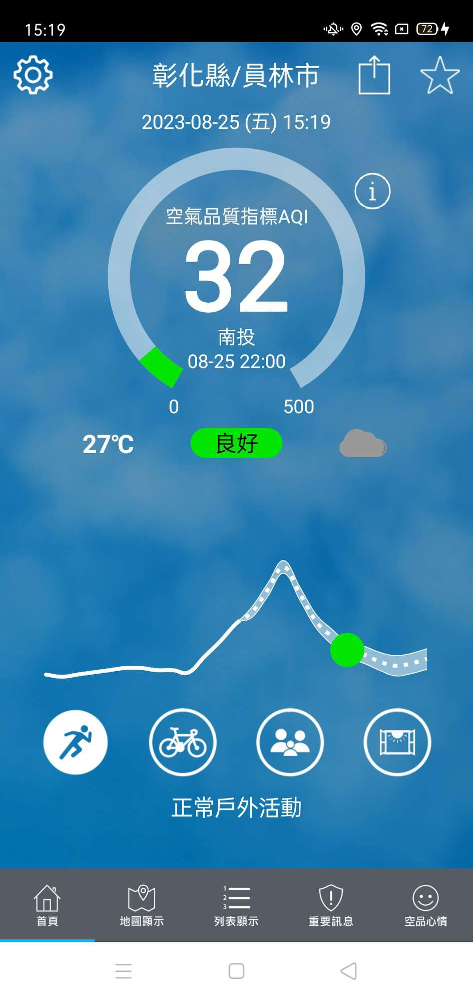 15:19
72
彰化縣/員林市
2023-08-25 (五) 15:19
i
空氣品質指標AQI
32
南投
08-25 22:00
0 500
27℃ 良好
正常戶外活動
首頁 地圖顯示 列表顯示 重要訊息 空品心情